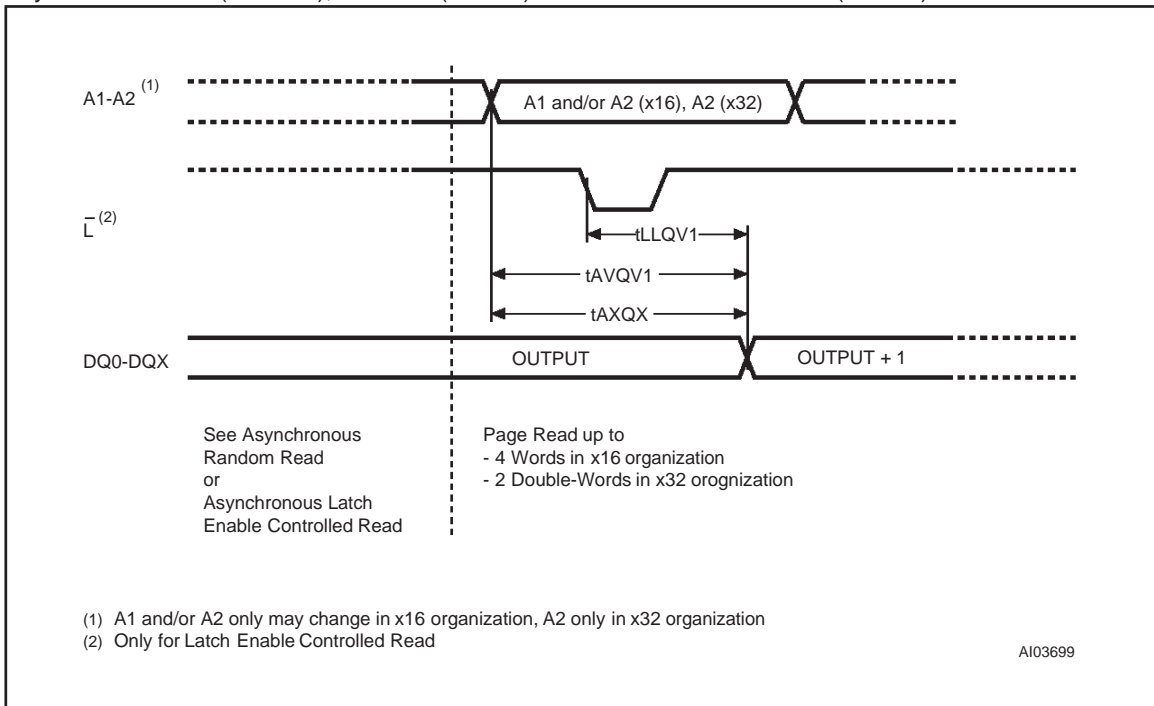 A1-A2 (1)
A1 and/or A2 (x16), A2 (x32)
L (2)
tLLQV1
tAVQV1
tAXQX
DQ0-DQX
OUTPUT
OUTPUT + 1
See Asynchronous
Random Read
or
Asynchronous Latch
Enable Controlled Read
Page Read up to
- 4 Words in x16 organization
- 2 Double-Words in x32 orognization
(1) A1 and/or A2 only may change in x16 organization, A2 only in x32 organization
(2) Only for Latch Enable Controlled Read
AI03699